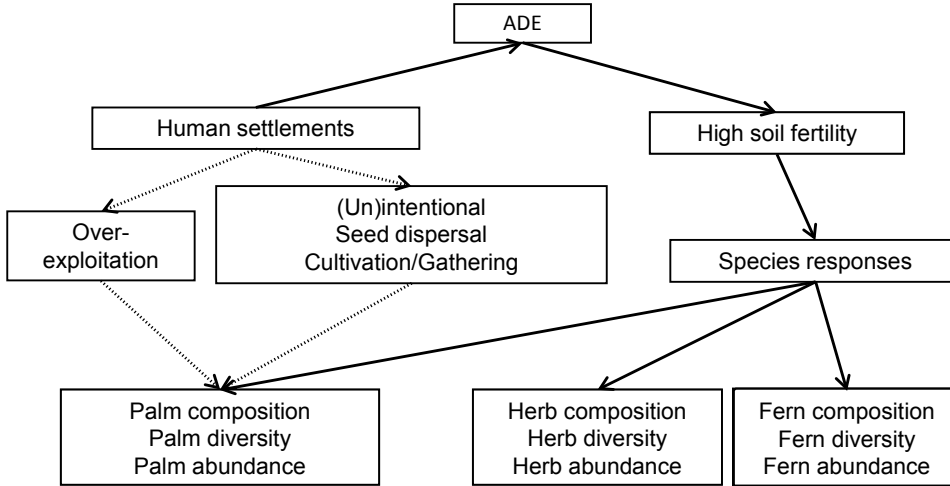 ADE
Human settlements
High soil fertility
Over-
exploitation
(Un)intentional
Seed dispersal
Cultivation/Gathering
Species responses
Palm composition
Palm diversity
Palm abundance
Herb composition
Herb diversity
Herb abundance
Fern composition
Fern diversity
Fern abundance